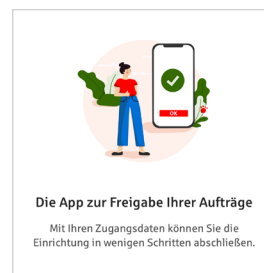 OK
Die App zur Freigabe Ihrer Aufträge
Mit Ihren Zugangsdaten können Sie die
Einrichtung in wenigen Schritten abschließen.